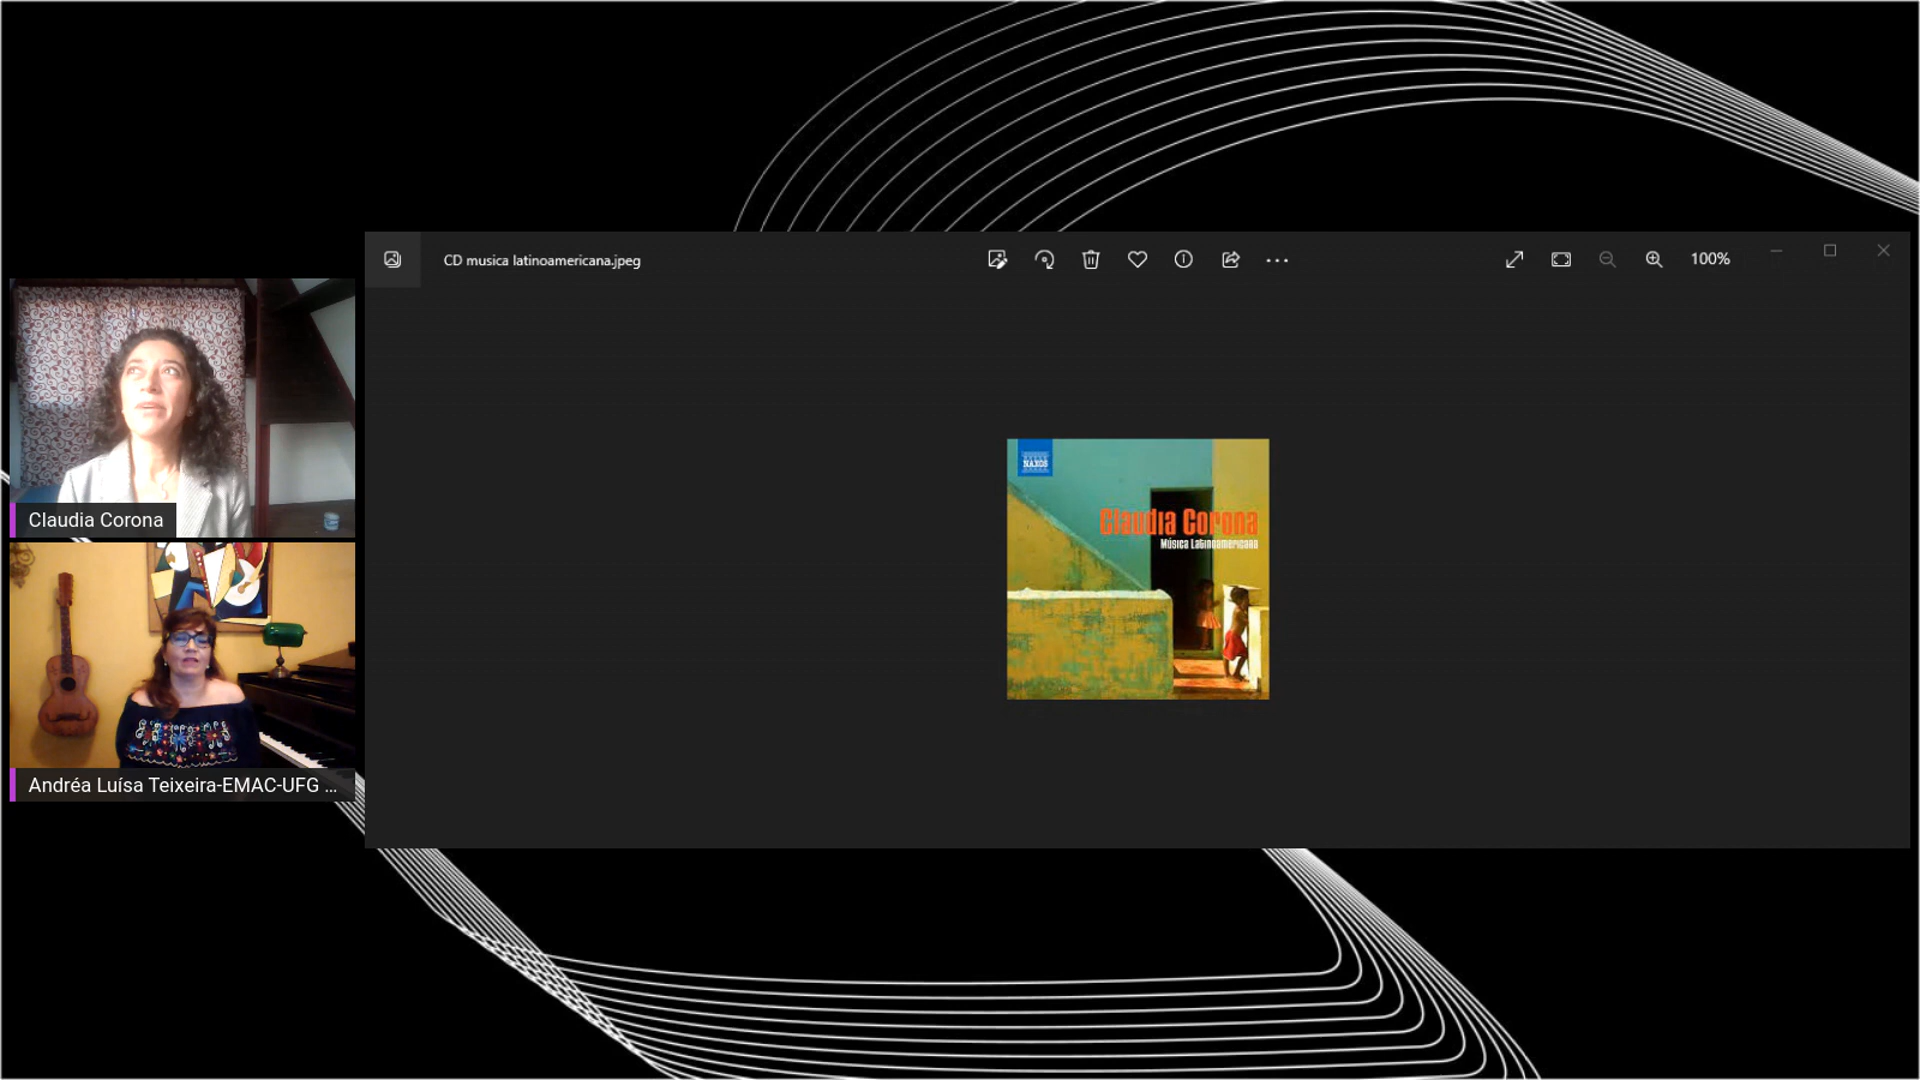 CD musica latinoamericana.jpeg
100%
NAXOS
Claudia Corona
Música Latinoamericana
Claudia Corona
Andréa Luísa Teixeira-EMAC-UFG ...